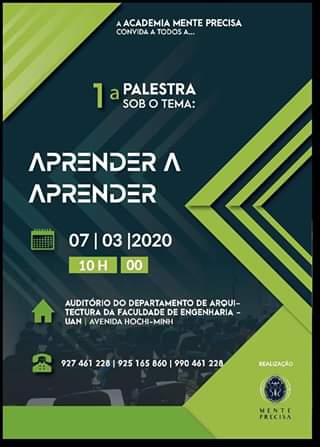 A ACADEMIA MENTE PRECISA
CONVIDA A TODOS A...
1a PALESTRA
SOB O TEMA:
APRENDER A
APRENDER
07 | 03 |2020
10 H 00
AUDITÓRIO DO DEPARTAMENTO DE ARQUI-
TECTURA DA FACULDADE DE ENGENHARIA -
UAN | AVENIDA HOCHI-MINH
927 461 228 | 925 165 860 | 990 461 228
REALIZAÇÃO
MENTE
PRECISA